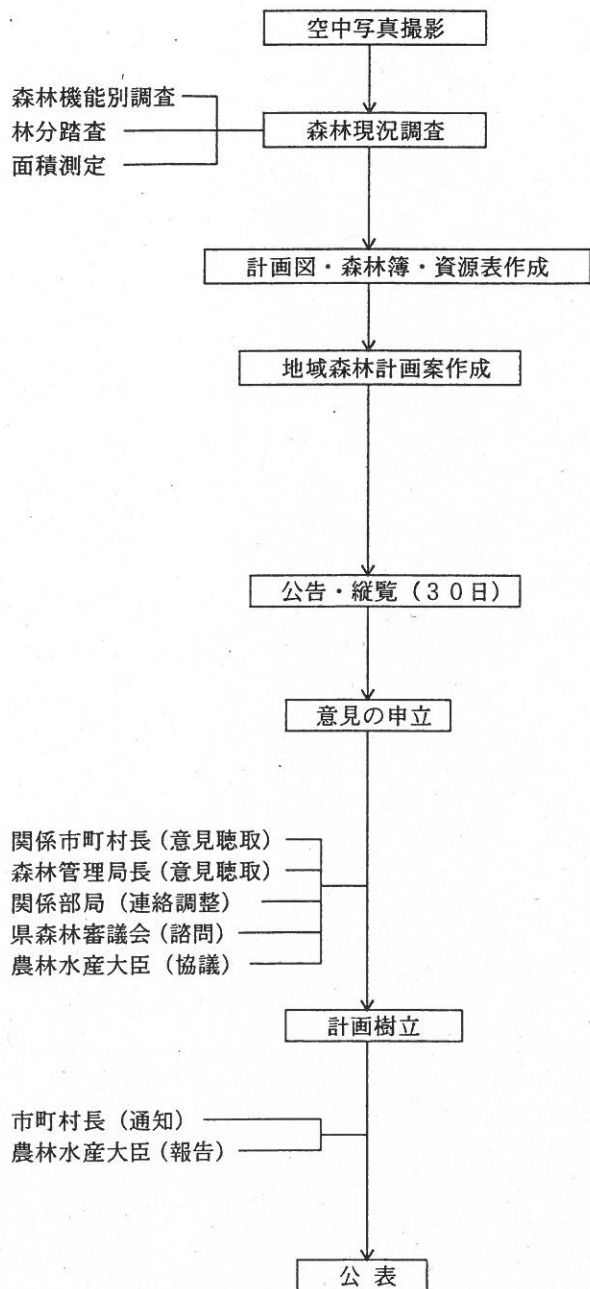 空中写真撮影
森林機能別調査
林分踏査
面積測定
森林現況調査
計画図・森林簿・資源表作成
地域森林計画案作成
公告・縦覧(30日)
意見の申立
関係市町村長(意見聴取)
森林管理局長(意見聴取)
関係部局(連絡調整)
県森林審議会(諮問)
農林水産大臣(協議)
計画樹立
市町村長(通知)
農林水産大臣(報告)
公表